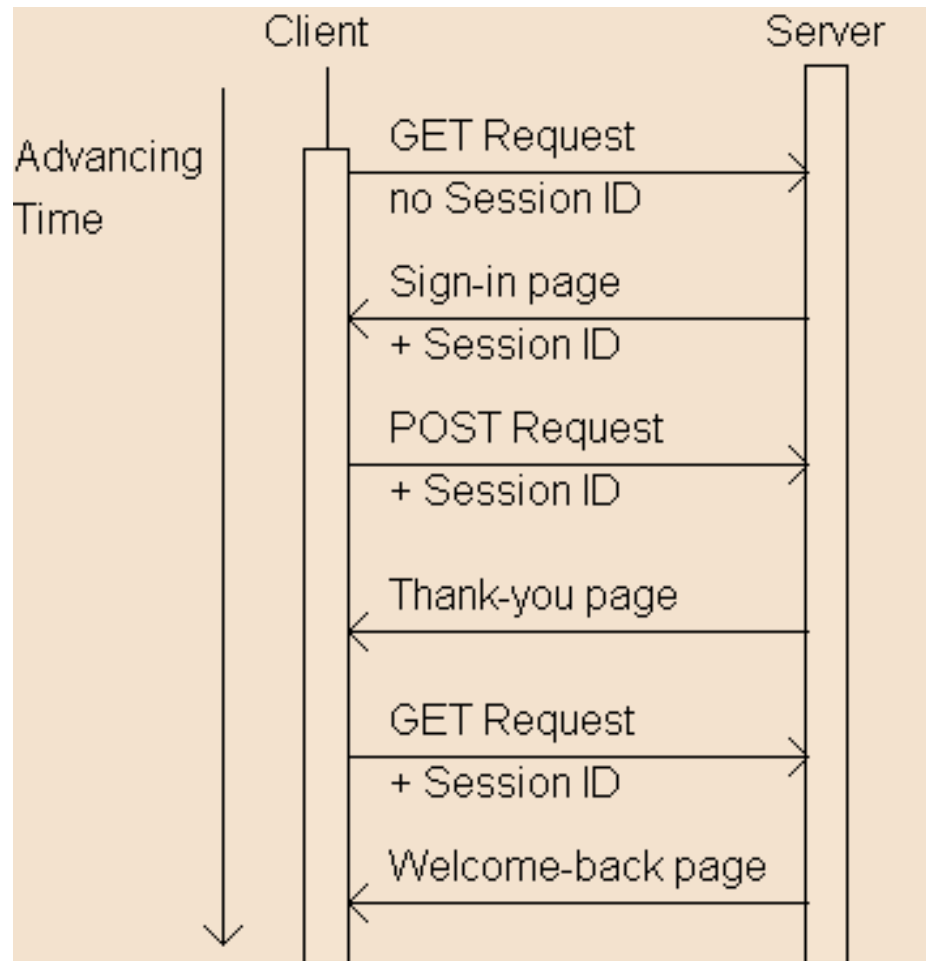 Client
Server
Advancing
Time
GET Request
no Session ID
Sign-in page
+ Session ID
POST Request
+ Session ID
Thank-you page
GET Request
+ Session ID
Welcome-back page